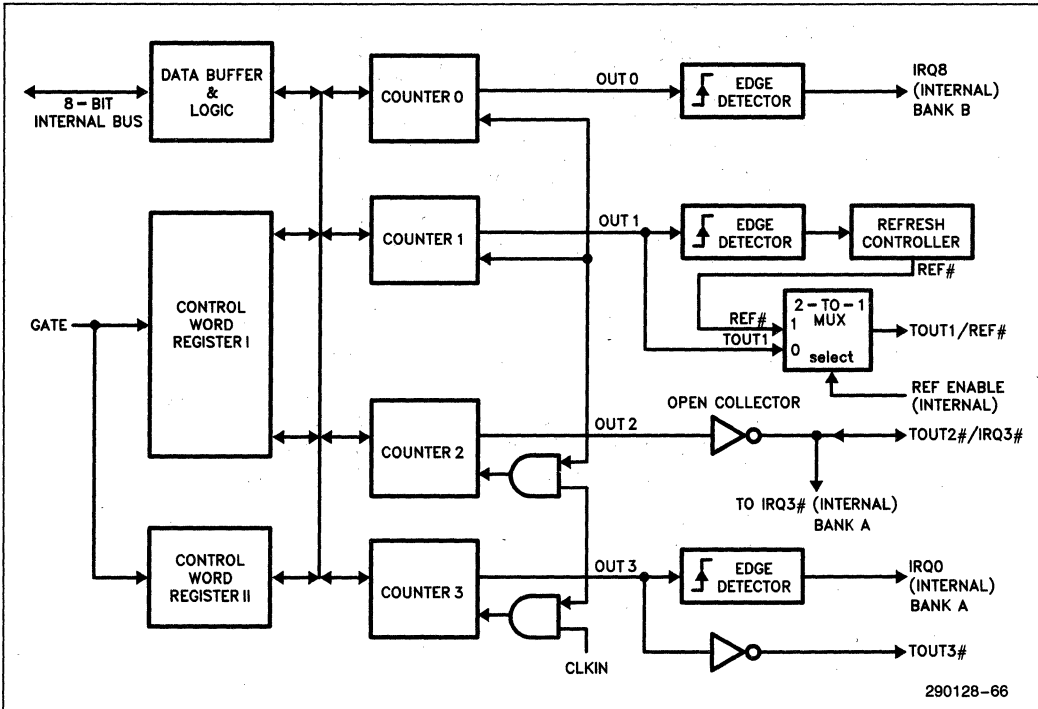 DATA BUFFER
&
LOGIC
8-BIT
INTERNAL BUS
COUNTER 0
OUT 0
EDGE
DETECTOR
IRQ8
(INTERNAL)
BANK B
GATE
CONTROL
WORD
REGISTER I
COUNTER 1
OUT 1
EDGE
DETECTOR
REFRESH
CONTROLLER
REF#
2-TO-1
MUX
REF#
1
TOUT1
0
select
TOUT1/REF#
REF ENABLE
(INTERNAL)
COUNTER 2
OUT 2
OPEN COLLECTOR
TOUT2#/IRQ3#
TO IRQ3# (INTERNAL)
BANK A
CONTROL
WORD
REGISTER II
COUNTER 3
OUT 3
EDGE
DETECTOR
IRQ0
(INTERNAL)
BANK A
CLKIN
TOUT3#
290128-66